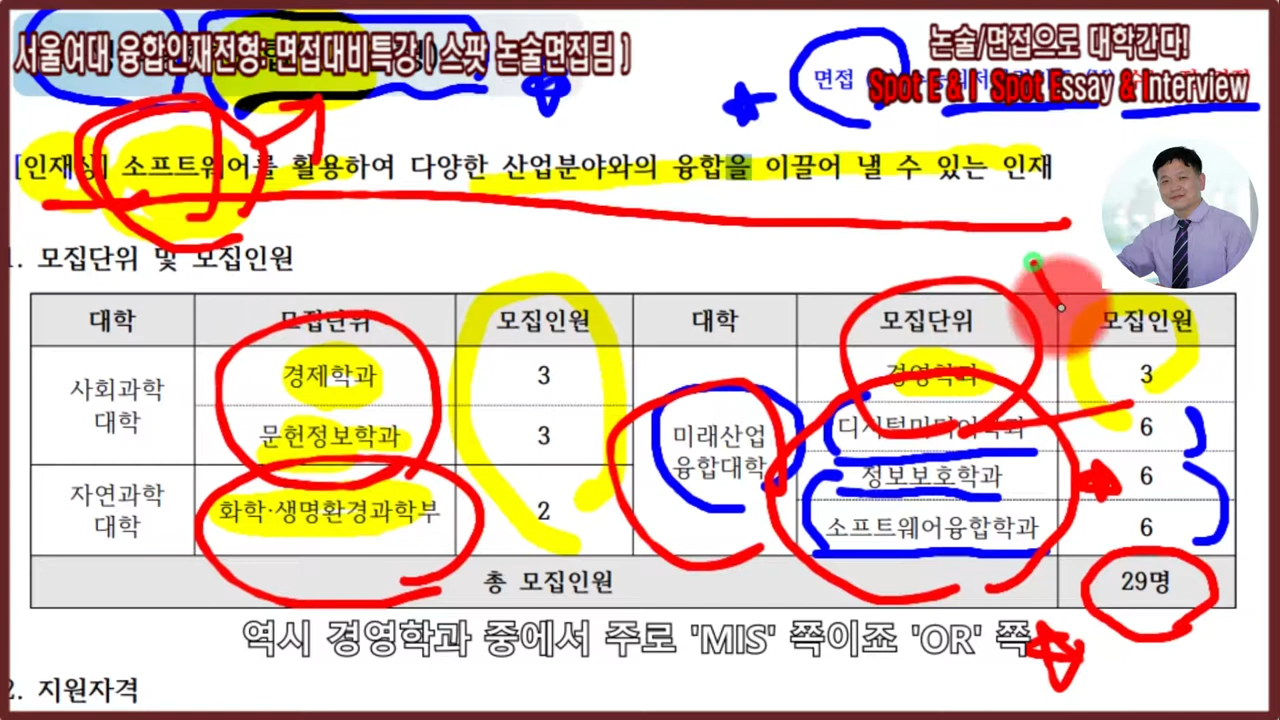 서울여대 융합인재전형: 면접대비특강 ( 스팟 논술면접팀 )
논술/면접으로 대학간다!
면접
Spot E & I Spot Essay & Interview
[인재상] 소프트웨어를 활용하여 다양한 산업분야와의 융합을 이끌어 낼 수 있는 인재
1. 모집단위 및 모집인원
대학 모집단위 모집인원 대학 모집단위 모집인원
사회과학대학 경제학과 3 미래산업융합대학 경영학과 3
문헌정보학과 3 디지털미디어학과 6
자연과학대학 화학·생명환경과학부 2 정보보호학과 6
소프트웨어융합학과 6
총 모집인원 29명
역시 경영학과 중에서 주로 'MIS' 쪽이죠 'OR' 쪽
2. 지원자격